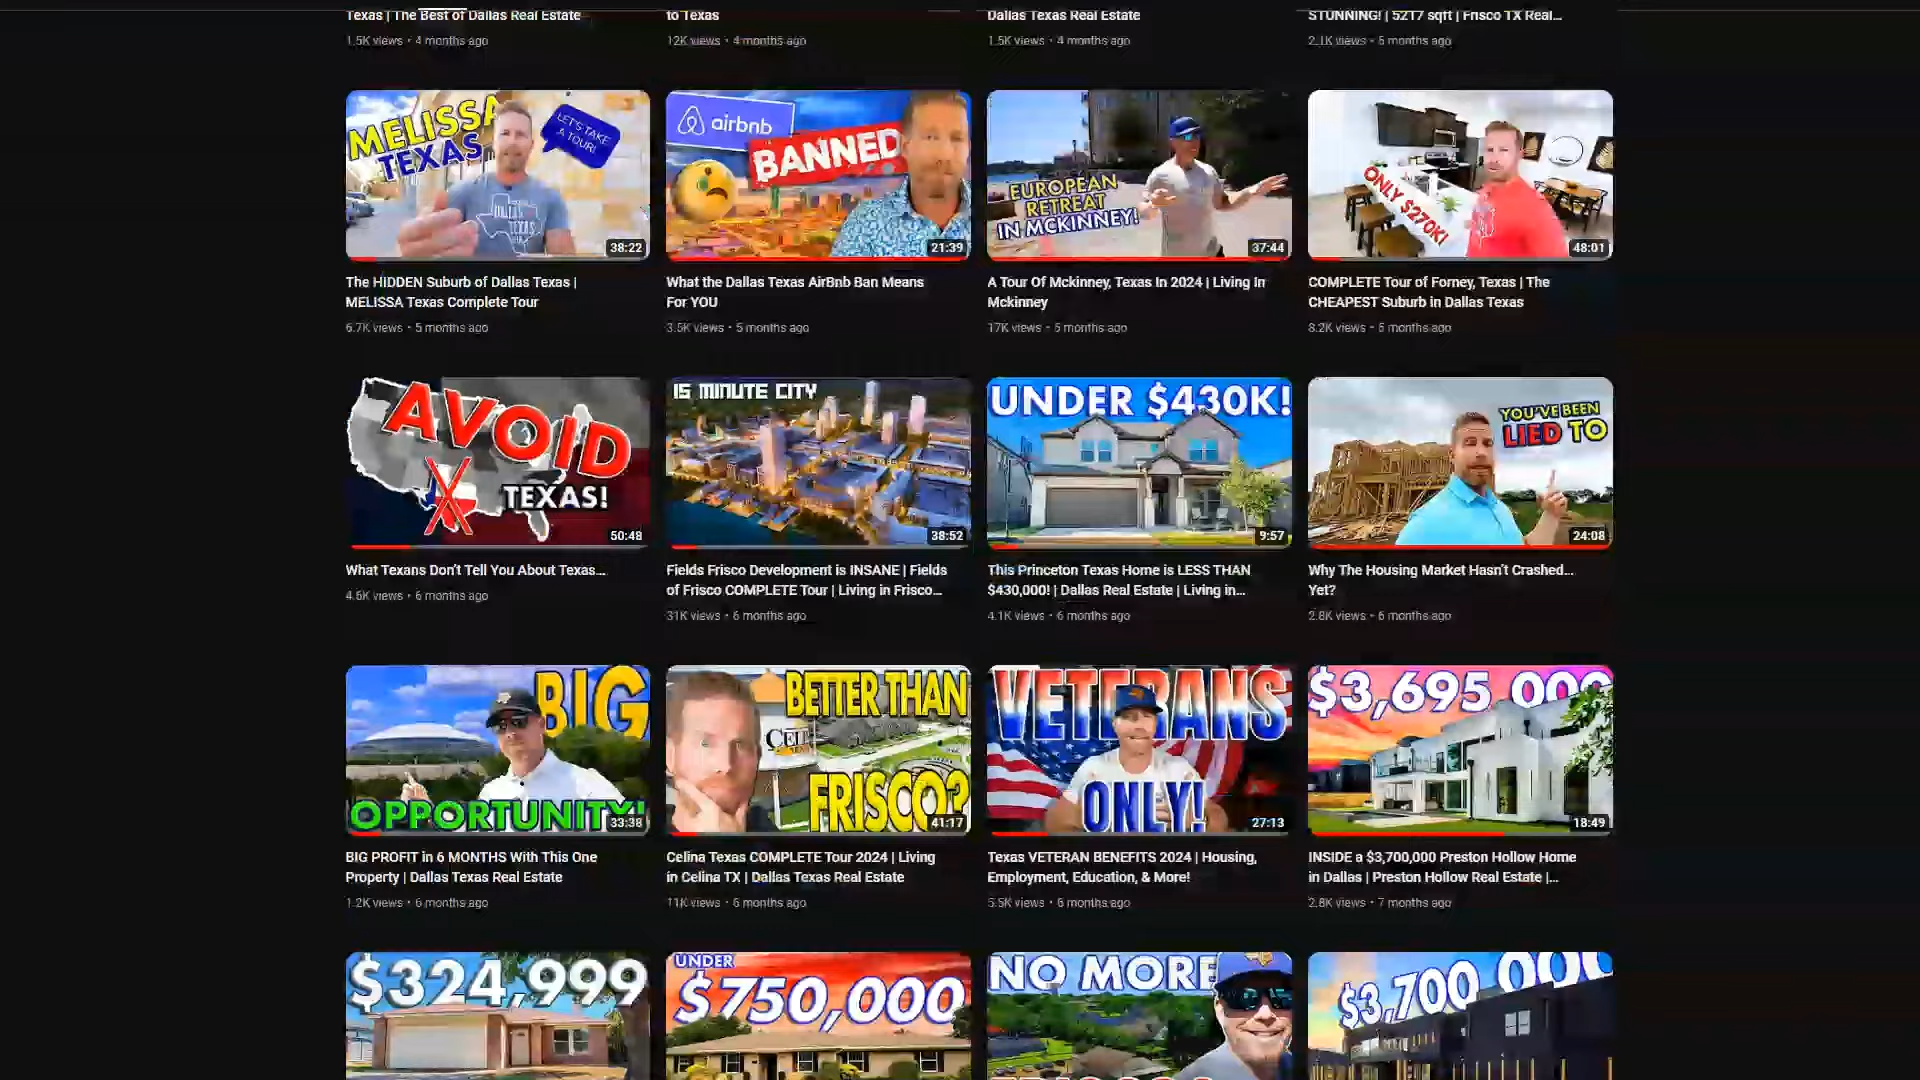 Texas | The Best of Dallas Real Estate
1.5K views • 4 months ago
to Texas
12K views • 4 months ago
Dallas Texas Real Estate
1.5K views • 4 months ago
STUNNING! | 5217 sqft | Frisco TX Real...
2.1K views • 5 months ago
MELISSA
TEXAS
LET'S TAKE
A TOUR!
38:22
The HIDDEN Suburb of Dallas Texas |
MELISSA Texas Complete Tour
6.7K views • 5 months ago
airbnb
BANNED
21:39
What the Dallas Texas AirBnb Ban Means
For YOU
3.5K views • 5 months ago
EUROPEAN
RETREAT
IN MCKINNEY!
37:44
A Tour Of Mckinney, Texas In 2024 | Living In
Mckinney
17K views • 5 months ago
ONLY $270K!
48:01
COMPLETE Tour of Forney, Texas | The
CHEAPEST Suburb in Dallas Texas
8.2K views • 5 months ago
AVOID
TEXAS!
50:48
What Texans Don't Tell You About Texas...
4.5K views • 6 months ago
15 MINUTE CITY
38:52
Fields Frisco Development is INSANE | Fields
of Frisco COMPLETE Tour | Living in Frisco...
31K views • 6 months ago
UNDER $430K!
9:57
This Princeton Texas Home is LESS THAN
$430,000! | Dallas Real Estate | Living in...
4.1K views • 6 months ago
YOU'VE BEEN
LIED TO
24:08
Why The Housing Market Hasn't Crashed...
Yet?
2.8K views • 6 months ago
BIG
OPPORTUNITY!
33:38
BIG PROFIT in 6 MONTHS With This One
Property | Dallas Texas Real Estate
1.2K views • 6 months ago
BETTER THAN
FRISCO?
41:17
Celina Texas COMPLETE Tour 2024 | Living
in Celina TX | Dallas Texas Real Estate
11K views • 6 months ago
VETERANS
ONLY!
27:13
Texas VETERAN BENEFITS 2024 | Housing,
Employment, Education, & More!
5.5K views • 6 months ago
$3,695,000
18:49
INSIDE a $3,700,000 Preston Hollow Home
in Dallas | Preston Hollow Real Estate |...
2.8K views • 7 months ago
$324,999
UNDER
$750,000
NO MORE
$3,700,000